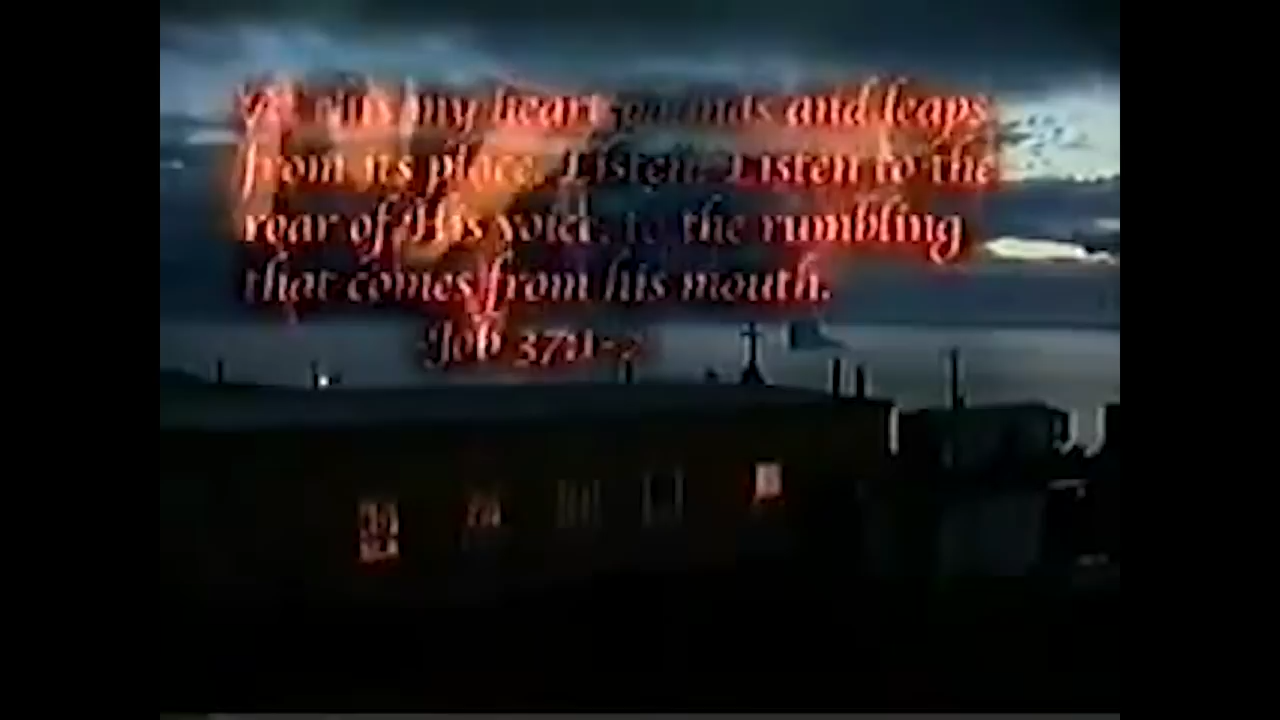 At this my heart pounds and leaps
from its place. Listen! Listen to the
roar of His voice, to the rumbling
that comes from his mouth.
Job 37:1-2